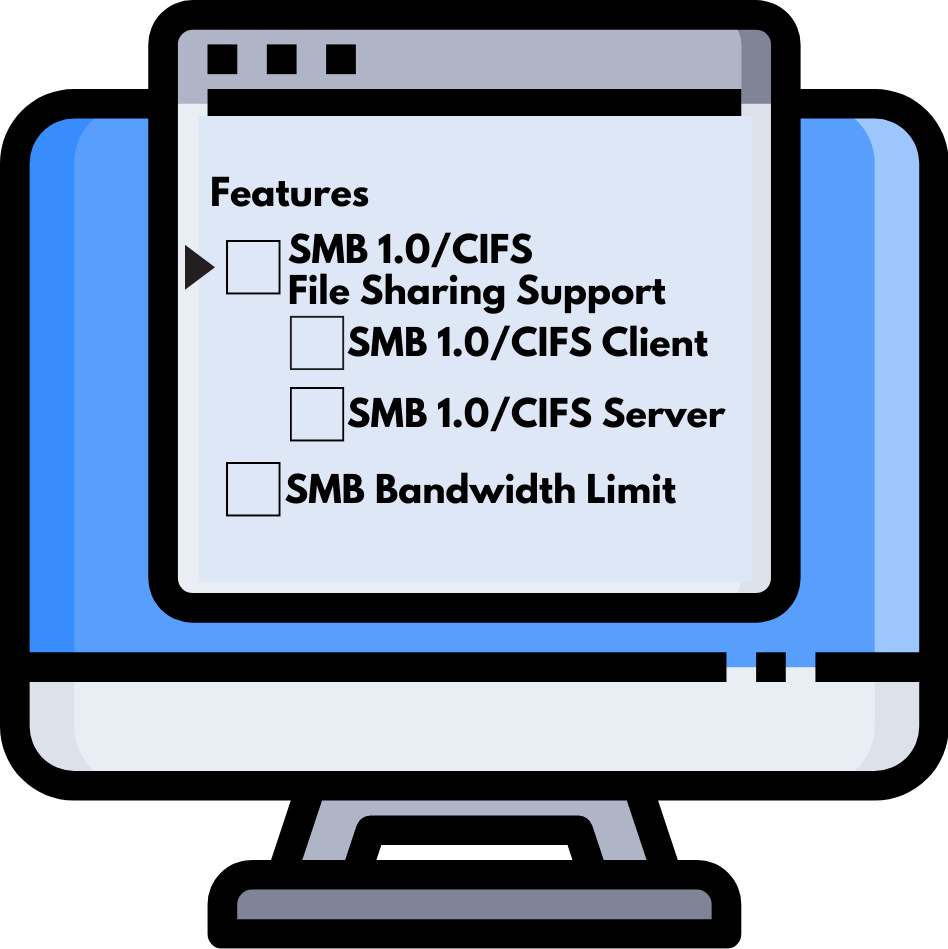 Features
SMB 1.0/CIFS
File Sharing Support
SMB 1.0/CIFS Client
SMB 1.0/CIFS Server
SMB Bandwidth Limit